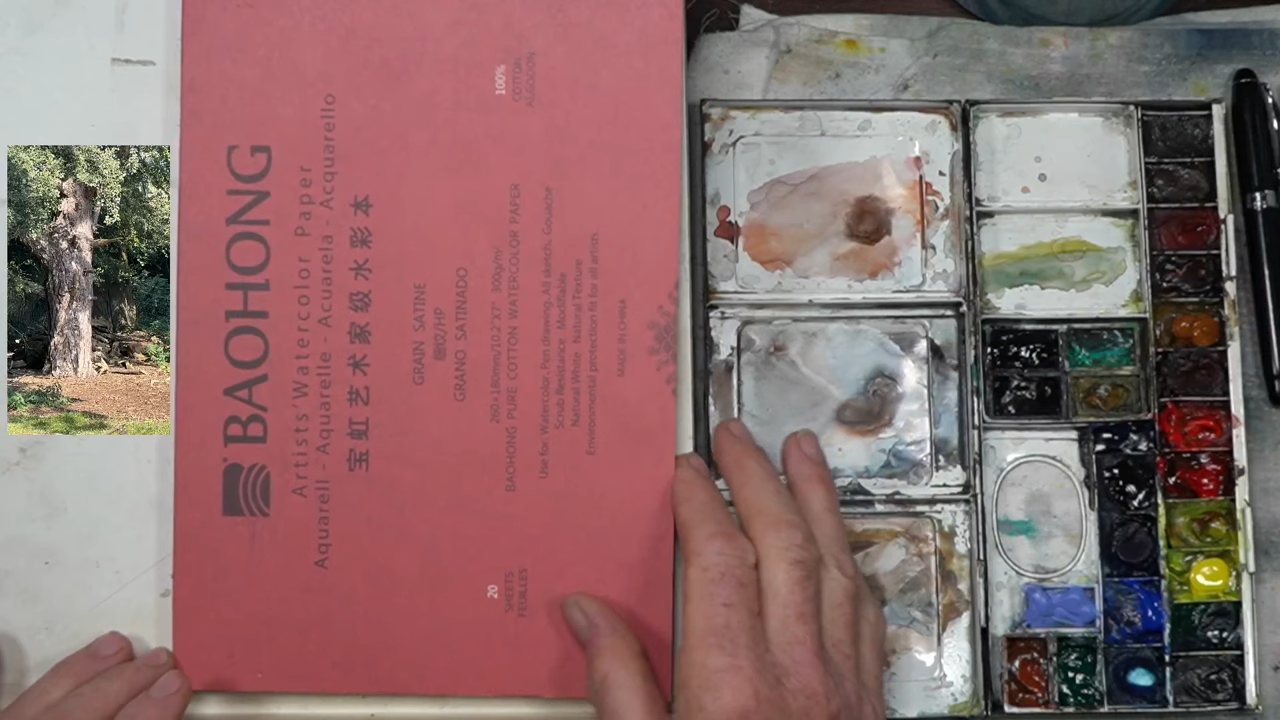 BAOHONG
Artists' Watercolor Paper
Aquarell - Aquarelle - Acuarela - Acquarello
宝虹艺术家级水彩本
GRAIN SATINE
细纹/HP
GRANO SATINADO
260×180mm/10.2"X7" 300g/m²
BAOHONG PURE COTTON WATERCOLOR PAPER
Use for: Watercolor. Pen drawing. All sketch. Gouache
Scrub Resistance Modifiable
Natural White Natural Texture
Enviromental protection fit for all artisn.
MADE IN CHINA
20
SHEETS
FEUILLES
100%
COTTON
ALGODON